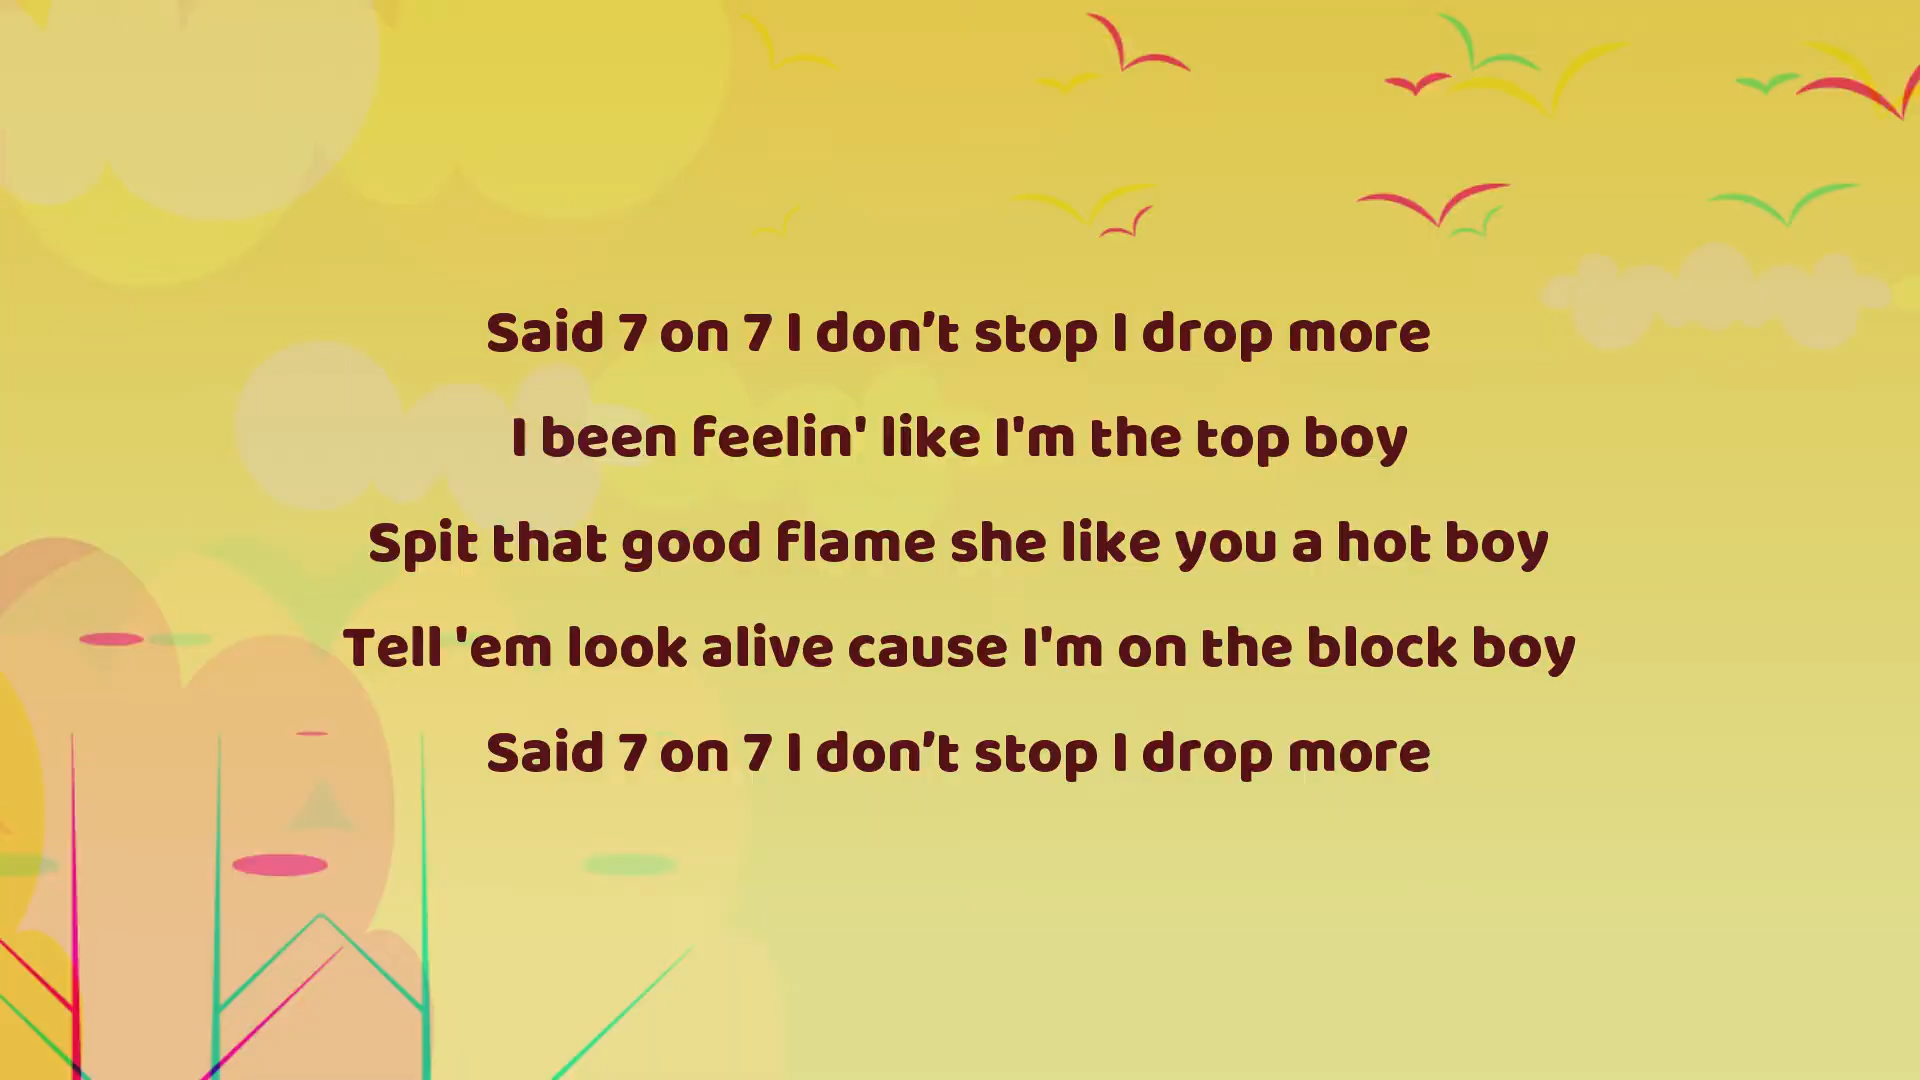 Said 7 on 7 I don’t stop I drop more
I been feelin' like I'm the top boy
Spit that good flame she like you a hot boy
Tell 'em look alive cause I'm on the block boy
Said 7 on 7 I don’t stop I drop more